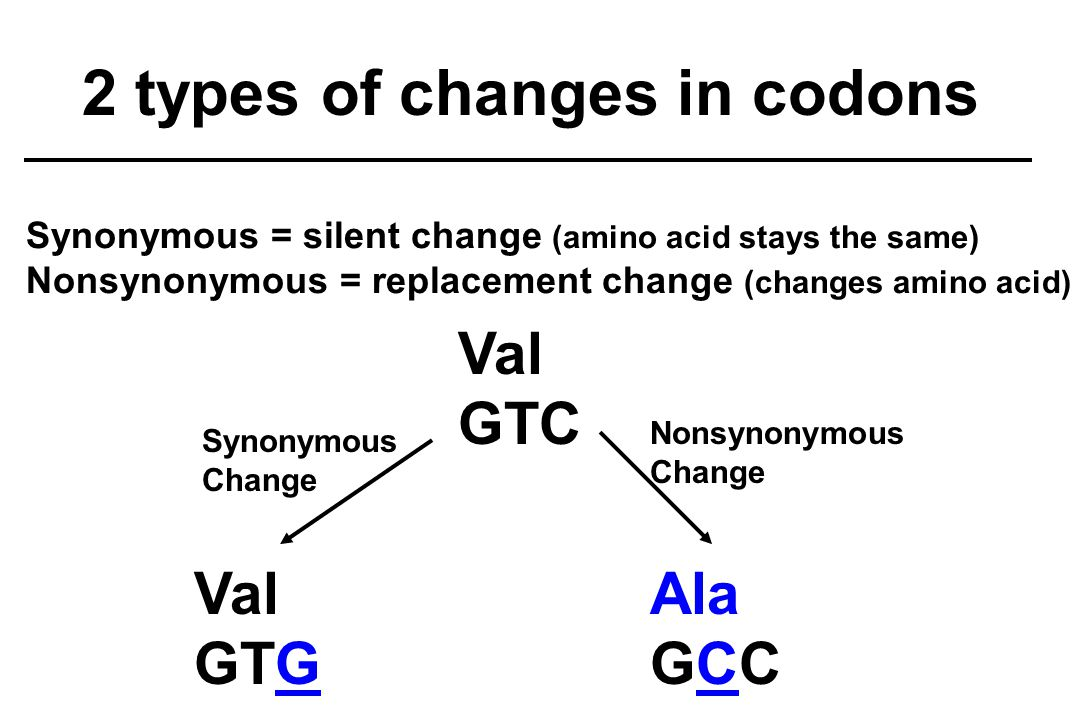 2 types of changes in codons
Synonymous = silent change (amino acid stays the same)
Nonsynonymous = replacement change (changes amino acid)
Val
GTC
Synonymous
Change
Nonsynonymous
Change
Val
GTG
Ala
GCC